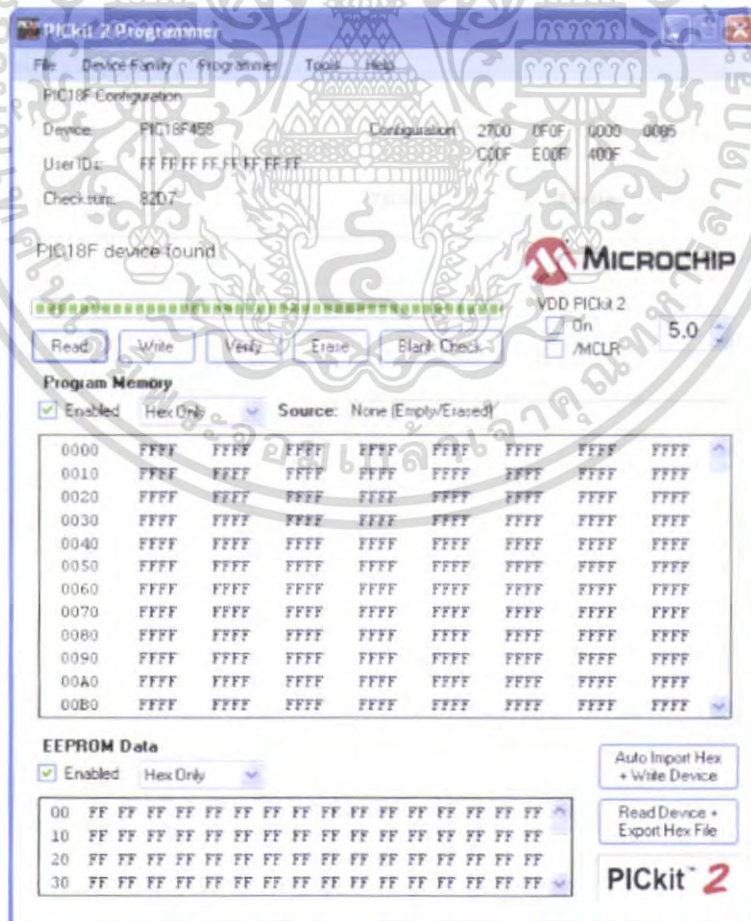 PICkit 2 Programmer
File Device Family Programmer Tools Help
PIC18F Configuration
Device: PIC18F458 Configuration: 2700 0F0F 0000 0085
User IDs: FF FF FF FF FF FF FF FF C00F E00F 400F
Checksum: 82D7
PIC18F device found
MICROCHIP
VDD PICkit 2
On
/MCLR
5.0
Read Write Verify Erase Blank Check
Program Memory
Enabled Hex Only Source: None (Empty/Erased)
0000 FFFF FFFF FFFF FFFF FFFF FFFF FFFF FFFF
0010 FFFF FFFF FFFF FFFF FFFF FFFF FFFF FFFF
0020 FFFF FFFF FFFF FFFF FFFF FFFF FFFF FFFF
0030 FFFF FFFF FFFF FFFF FFFF FFFF FFFF FFFF
0040 FFFF FFFF FFFF FFFF FFFF FFFF FFFF FFFF
0050 FFFF FFFF FFFF FFFF FFFF FFFF FFFF FFFF
0060 FFFF FFFF FFFF FFFF FFFF FFFF FFFF FFFF
0070 FFFF FFFF FFFF FFFF FFFF FFFF FFFF FFFF
0080 FFFF FFFF FFFF FFFF FFFF FFFF FFFF FFFF
0090 FFFF FFFF FFFF FFFF FFFF FFFF FFFF FFFF
00A0 FFFF FFFF FFFF FFFF FFFF FFFF FFFF FFFF
00B0 FFFF FFFF FFFF FFFF FFFF FFFF FFFF FFFF
EEPROM Data
Enabled Hex Only
00 FF FF FF FF FF FF FF FF FF FF FF FF FF FF FF FF
10 FF FF FF FF FF FF FF FF FF FF FF FF FF FF FF FF
20 FF FF FF FF FF FF FF FF FF FF FF FF FF FF FF FF
30 FF FF FF FF FF FF FF FF FF FF FF FF FF FF FF FF
Auto Import Hex
+ Write Device
Read Device +
Export Hex File
PICkit™ 2